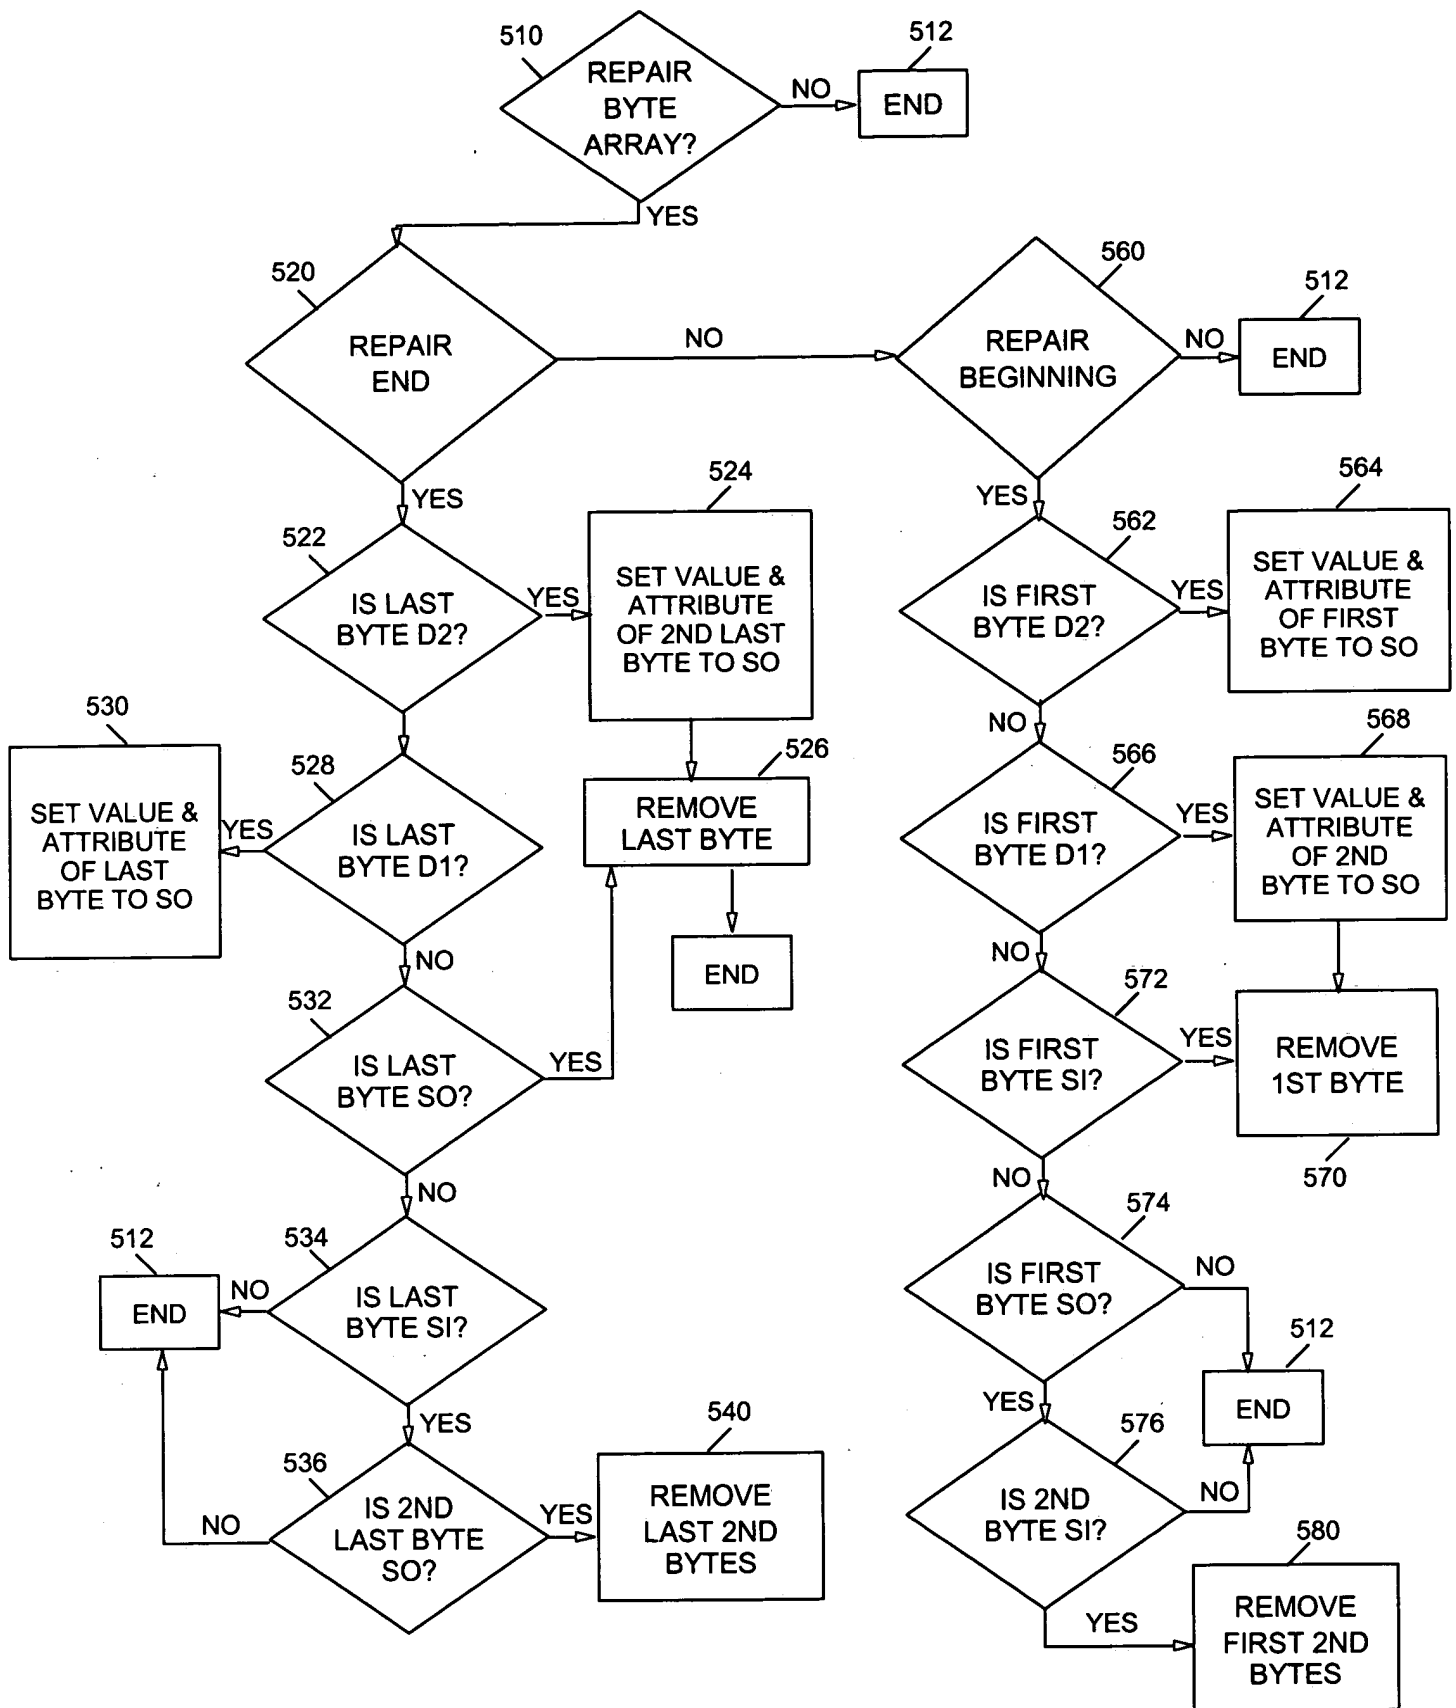 510
REPAIR
BYTE
ARRAY?
NO
512
END
YES
520
REPAIR
END
NO
560
REPAIR
BEGINNING
NO
512
END
YES
522
IS LAST
BYTE D2?
YES
524
SET VALUE &
ATTRIBUTE
OF 2ND LAST
BYTE TO SO
526
REMOVE
LAST BYTE
END
528
IS LAST
BYTE D1?
YES
530
SET VALUE &
ATTRIBUTE
OF LAST
BYTE TO SO
NO
532
IS LAST
BYTE SO?
YES
NO
534
IS LAST
BYTE SI?
NO
512
END
YES
536
IS 2ND
LAST BYTE
SO?
NO
YES
540
REMOVE
LAST 2ND
BYTES
YES
562
IS FIRST
BYTE D2?
YES
564
SET VALUE &
ATTRIBUTE
OF FIRST
BYTE TO SO
NO
566
IS FIRST
BYTE D1?
YES
568
SET VALUE &
ATTRIBUTE
OF 2ND
BYTE TO SO
NO
572
IS FIRST
BYTE SI?
YES
REMOVE
1ST BYTE
570
NO
574
IS FIRST
BYTE SO?
NO
512
END
YES
576
IS 2ND
BYTE SI?
NO
YES
580
REMOVE
FIRST 2ND
BYTES